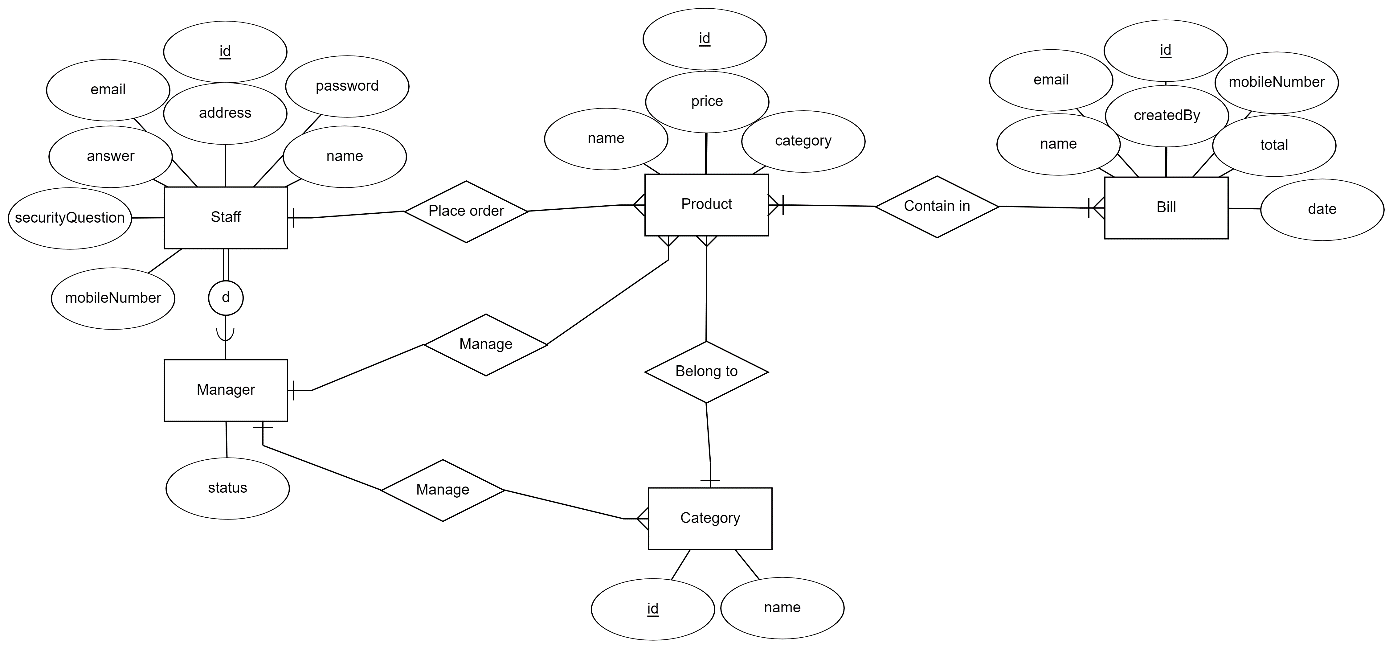 id
email
address
password
answer
name
securityQuestion
Staff
mobileNumber
d
Manager
status
Place order
Manage
Manage
id
price
name
category
Product
Belong to
Category
id
name
Contain in
id
email
mobileNumber
createdBy
name
total
Bill
date